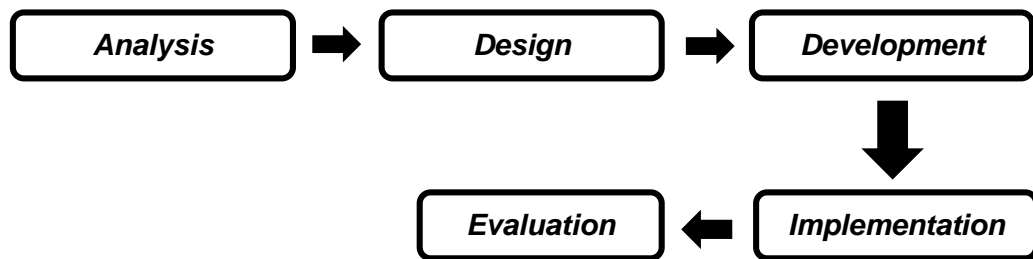 Analysis
Design
Development
Implementation
Evaluation